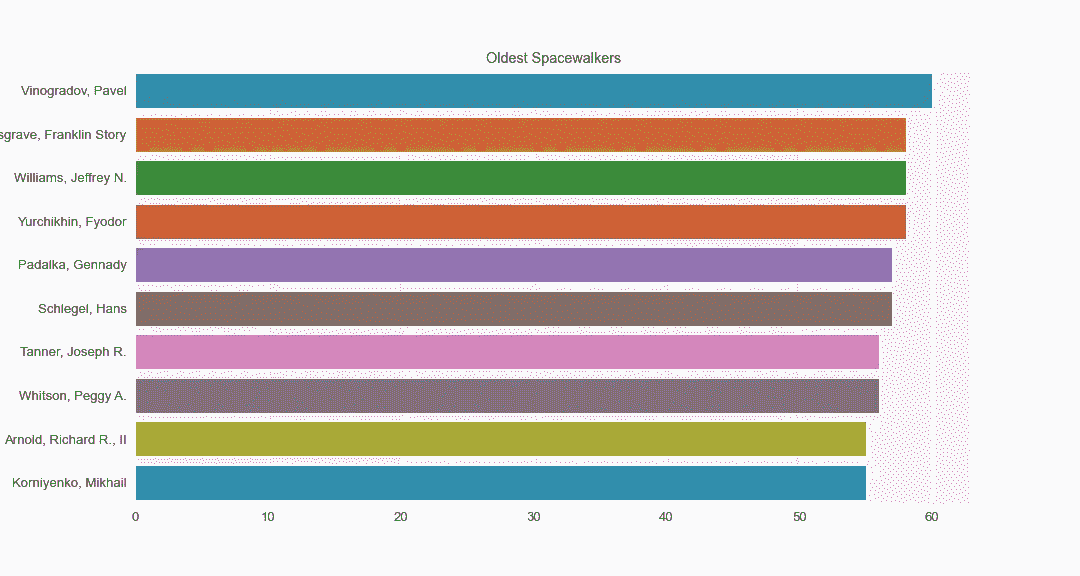 Oldest Spacewalkers
Vinogradov, Pavel
sgrave, Franklin Story
Williams, Jeffrey N.
Yurchikhin, Fyodor
Padalka, Gennady
Schlegel, Hans
Tanner, Joseph R.
Whitson, Peggy A.
Arnold, Richard R., II
Korniyenko, Mikhail
0 10 20 30 40 50 60